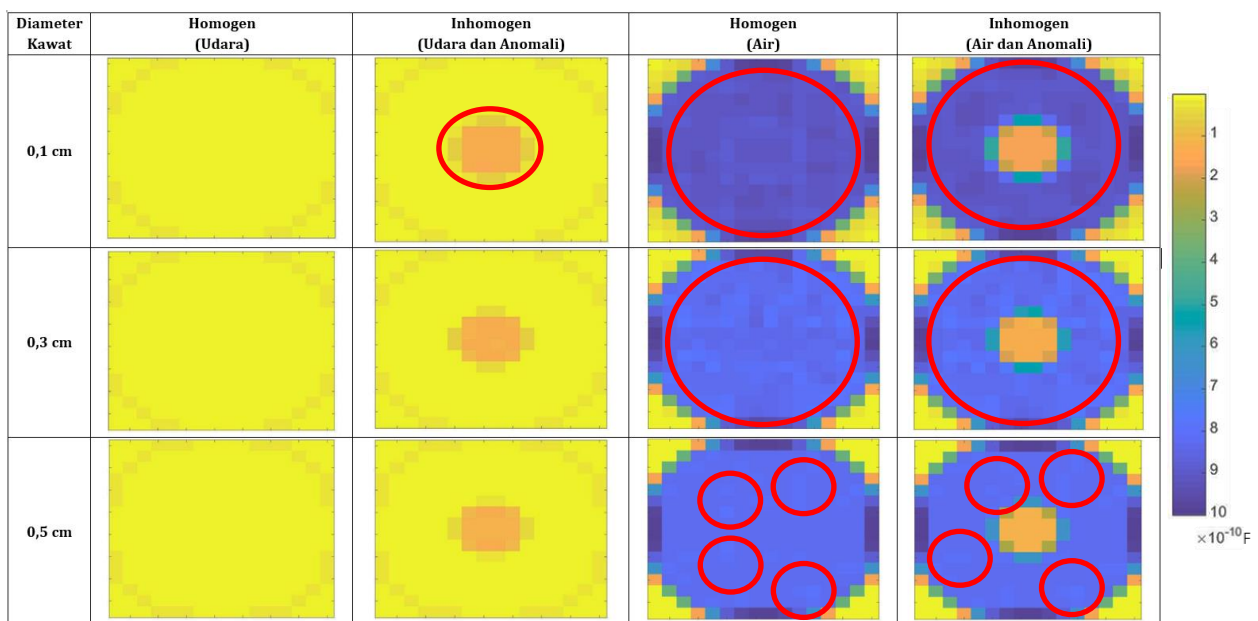 Diameter
Kawat
Homogen
(Udara)
Inhomogen
(Udara dan Anomali)
Homogen
(Air)
Inhomogen
(Air dan Anomali)
0,1 cm
0,3 cm
0,5 cm
1
2
3
4
5
6
7
8
9
10
×10⁻¹⁰F